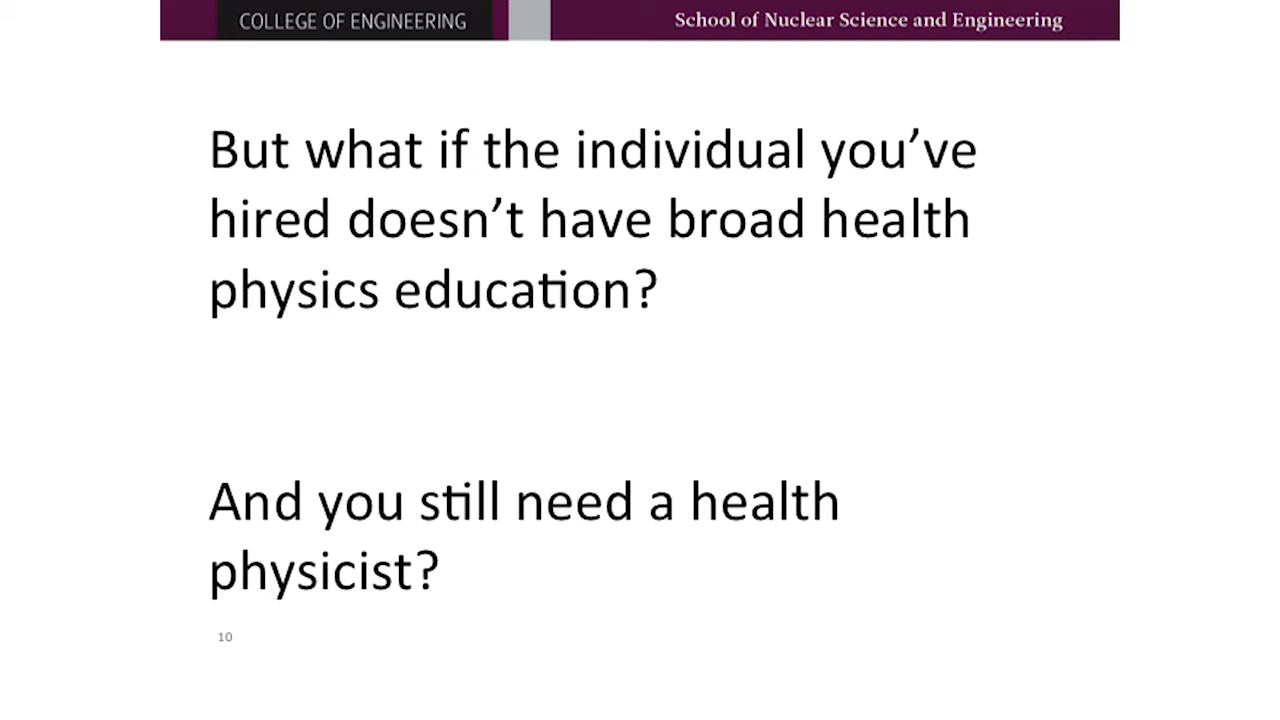 COLLEGE OF ENGINEERING
School of Nuclear Science and Engineering
But what if the individual you’ve
hired doesn’t have broad health
physics education?
And you still need a health
physicist?
10